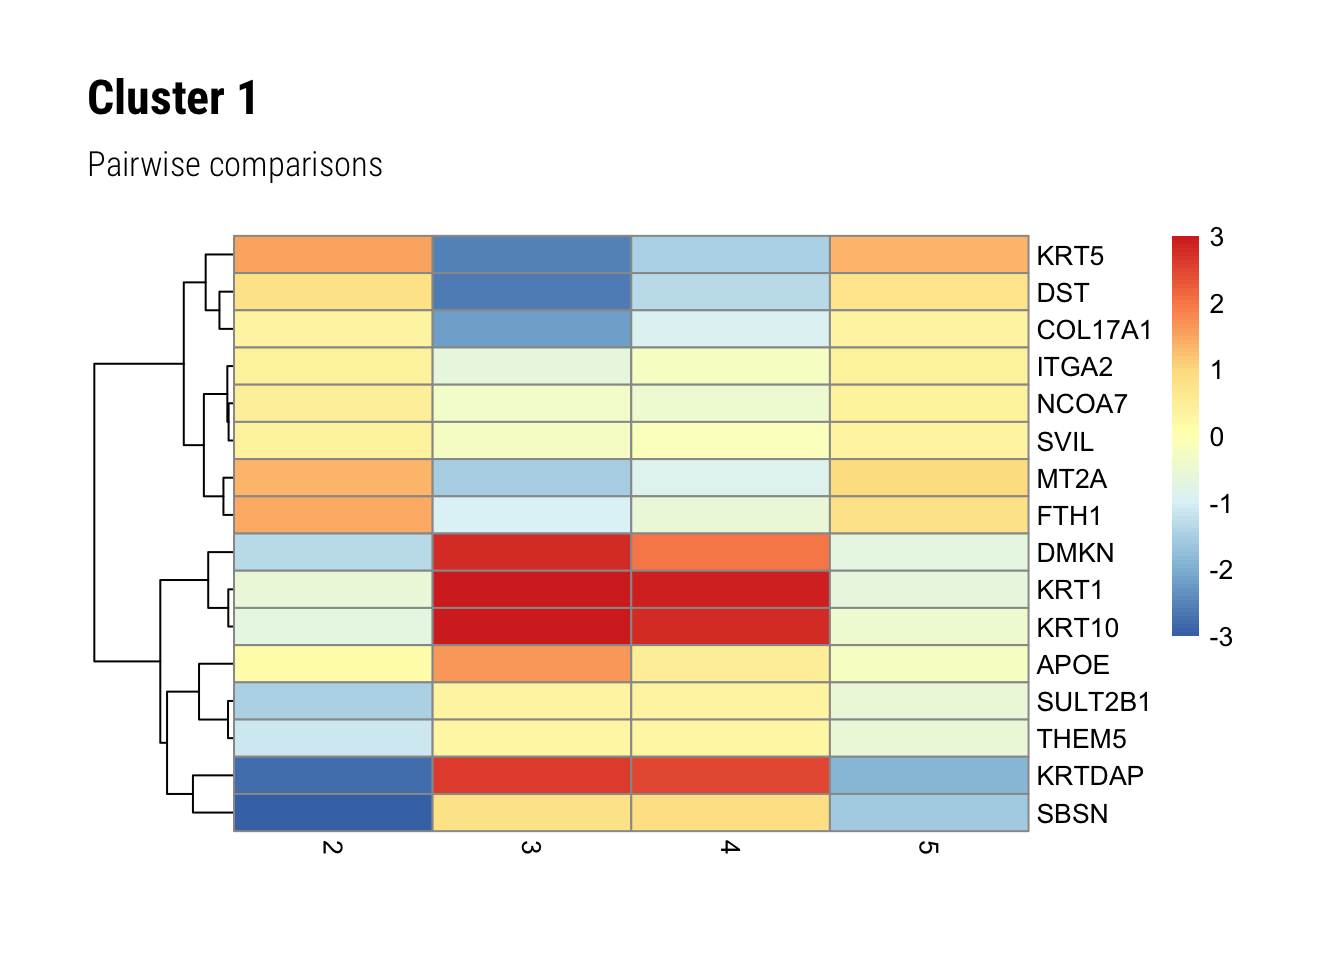 Cluster 1
Pairwise comparisons
KRT5
DST
COL17A1
ITGA2
NCOA7
SVIL
MT2A
FTH1
DMKN
KRT1
KRT10
APOE
SULT2B1
THEM5
KRTDAP
SBSN
3
2
1
0
-1
-2
-3
2
3
4
5